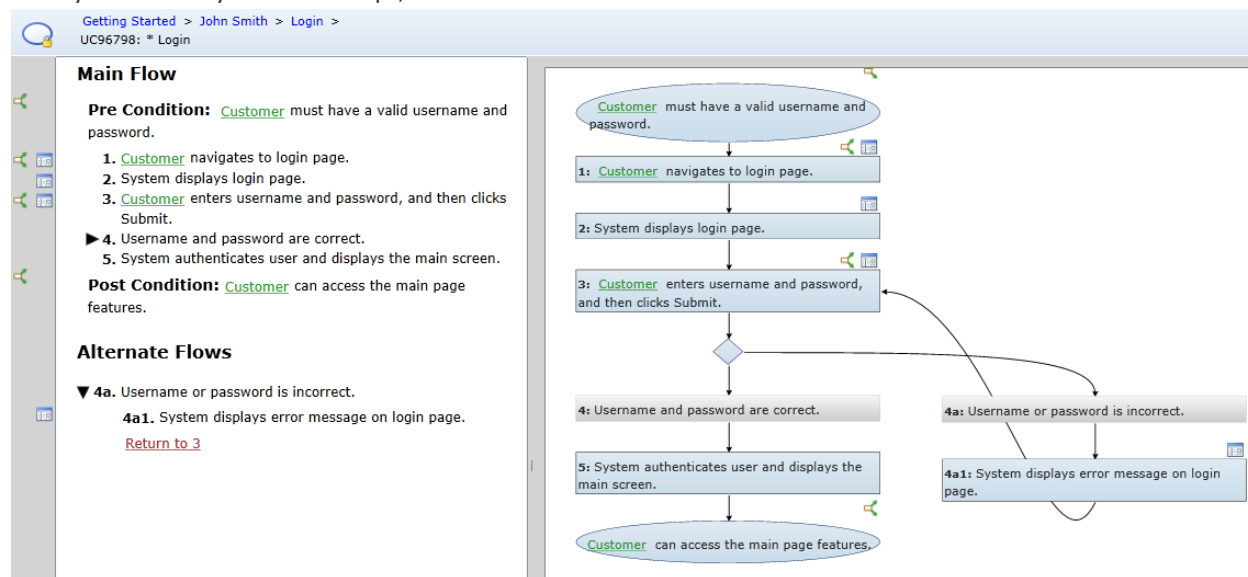 Getting Started > John Smith > Login >
UC96798: * Login
Main Flow
Pre Condition: Customer must have a valid username and
password.
1. Customer navigates to login page.
2. System displays login page.
3. Customer enters username and password, and then clicks
Submit.
4. Username and password are correct.
5. System authenticates user and displays the main screen.
Post Condition: Customer can access the main page
features.
Alternate Flows
4a. Username or password is incorrect.
4a1. System displays error message on login page.
Return to 3
Customer must have a valid username and
password.
1: Customer navigates to login page.
2: System displays login page.
3: Customer enters username and password,
and then clicks Submit.
4: Username and password are correct.
4a: Username or password is incorrect.
5: System authenticates user and displays the
main screen.
4a1: System displays error message on login
page.
Customer can access the main page features.